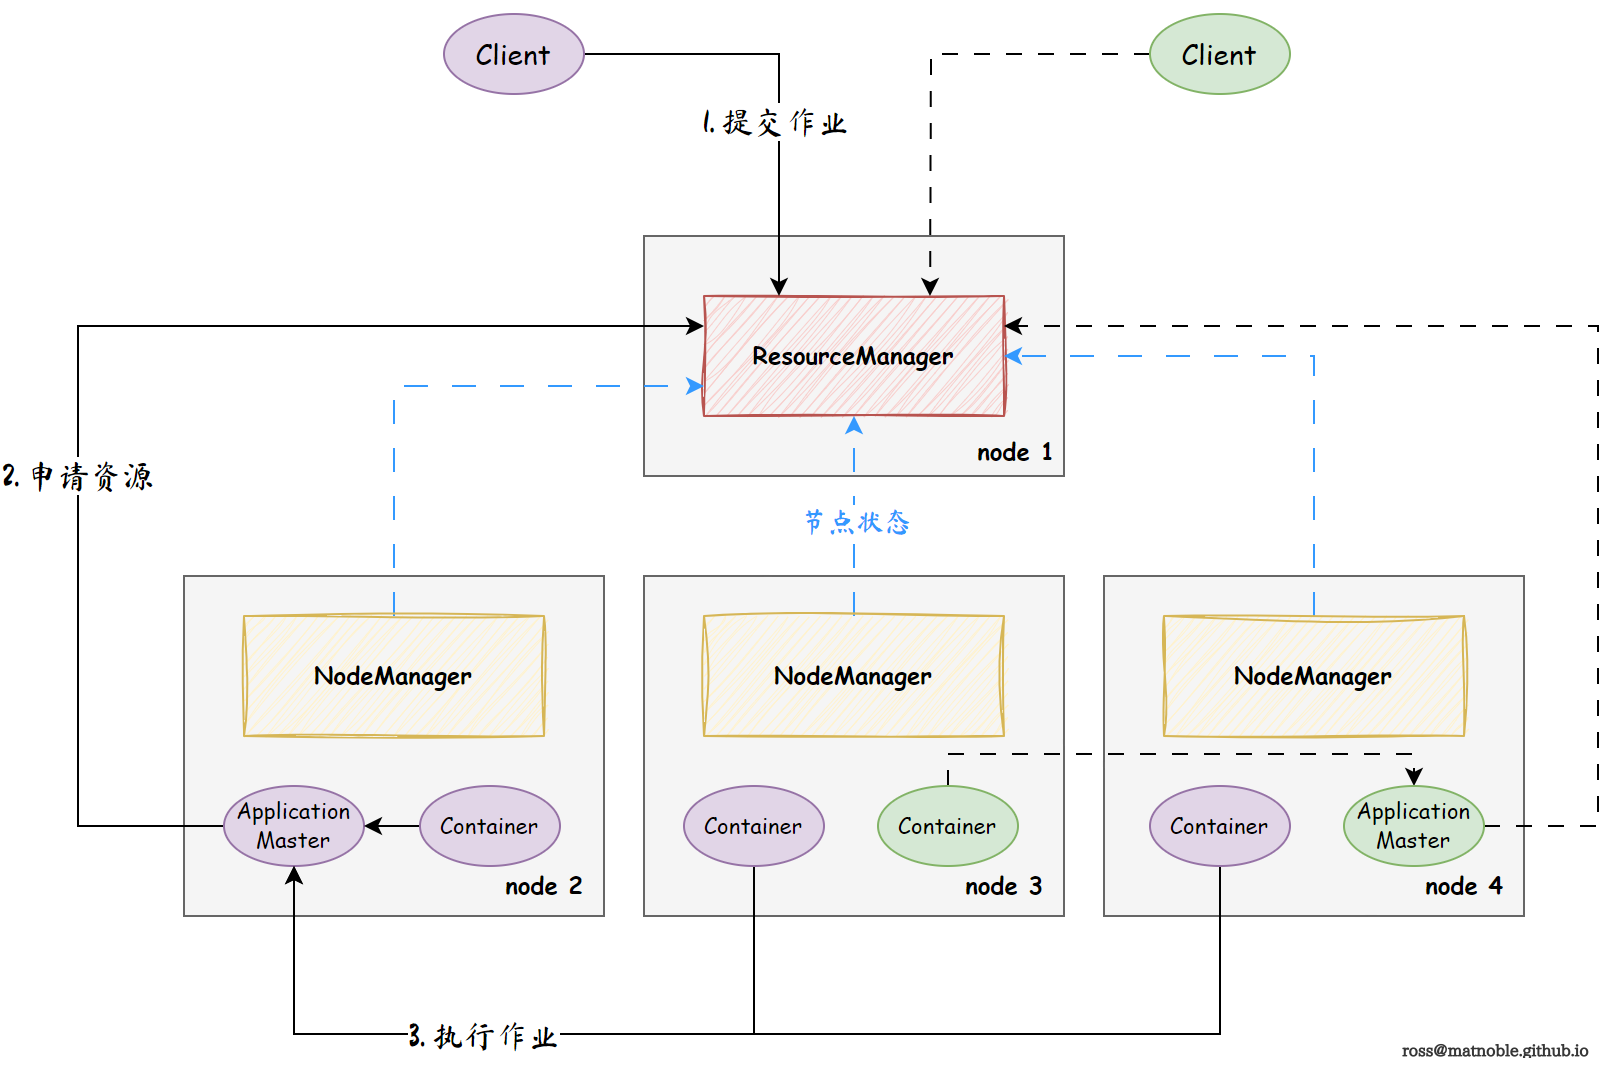 Client
Client
1. 提交作业
ResourceManager
node 1
2. 申请资源
节点状态
NodeManager
NodeManager
NodeManager
Application
Master
Container
Container
Container
Container
Application
Master
node 2
node 3
node 4
3. 执行作业
ross@matnoble.github.io